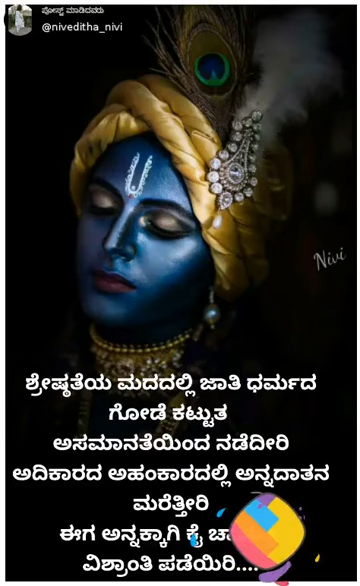 ಪೋಸ್ಟ್ ಮಾಡಿದವರು
@niveditha_nivi
Nivi
ಶ್ರೇಷ್ಠತೆಯ ಮದದಲ್ಲಿ ಜಾತಿ ಧರ್ಮದ
ಗೋಡೆ ಕಟ್ಟುತ
ಅಸಮಾನತೆಯಿಂದ ನಡೆದೀರಿ
ಅದಿಕಾರದ ಅಹಂಕಾರದಲ್ಲಿ ಅನ್ನದಾತನ
ಮರೆತ್ತೀರಿ
ಈಗ ಅನ್ನಕ್ಕಾಗಿ ಕೈ
ವಿಶ್ರಾಂತಿ ಪಡೆಯಿರಿ....